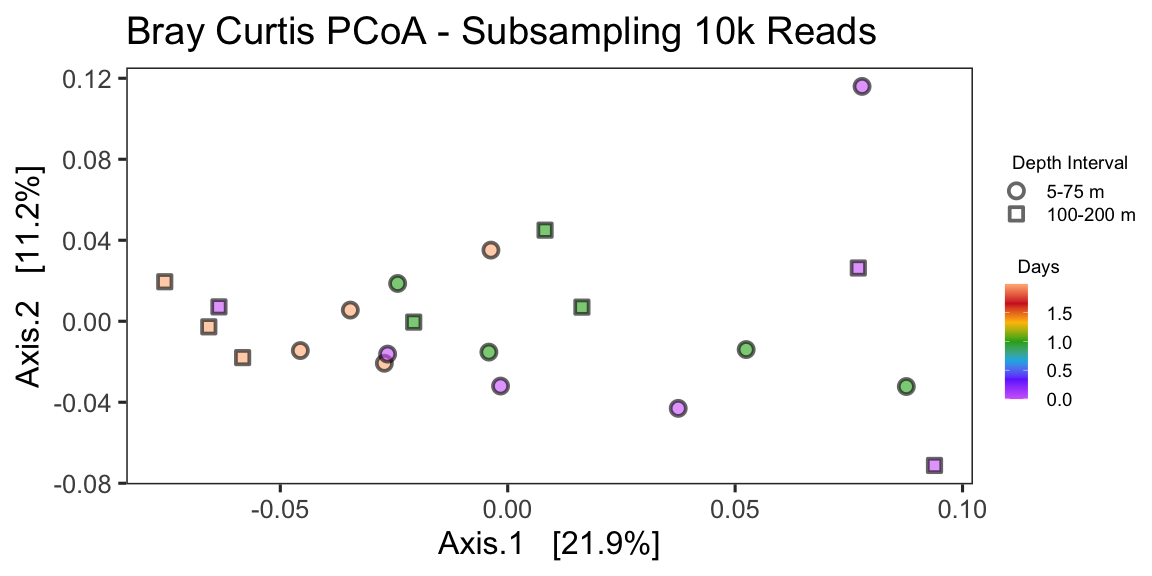 Bray Curtis PCoA - Subsampling 10k Reads
Axis.2 [11.2%]
0.12
0.08
0.04
0.00
-0.04
-0.08
-0.05
0.00
0.05
0.10
Axis.1 [21.9%]
Depth Interval
5-75 m
100-200 m
Days
1.5
1.0
0.5
0.0